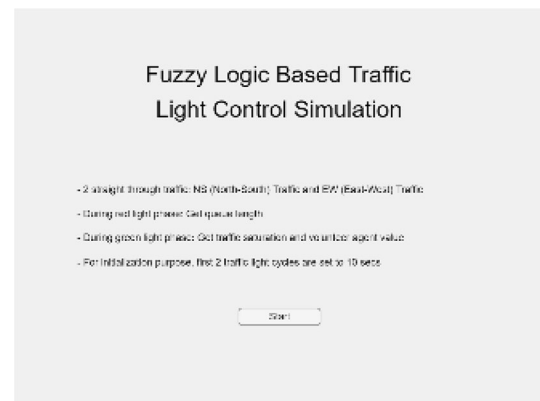 Fuzzy Logic Based Traffic
Light Control Simulation
- 2 straight through traffic: NS (North-South) Traffic and EW (East-West) Traffic
- During red light phase: Get queue length
- During green light phase: Get traffic saturation and volunteer agent value
- For initialization purpose, first 2 traffic light cycles are set to 10 secs
Start